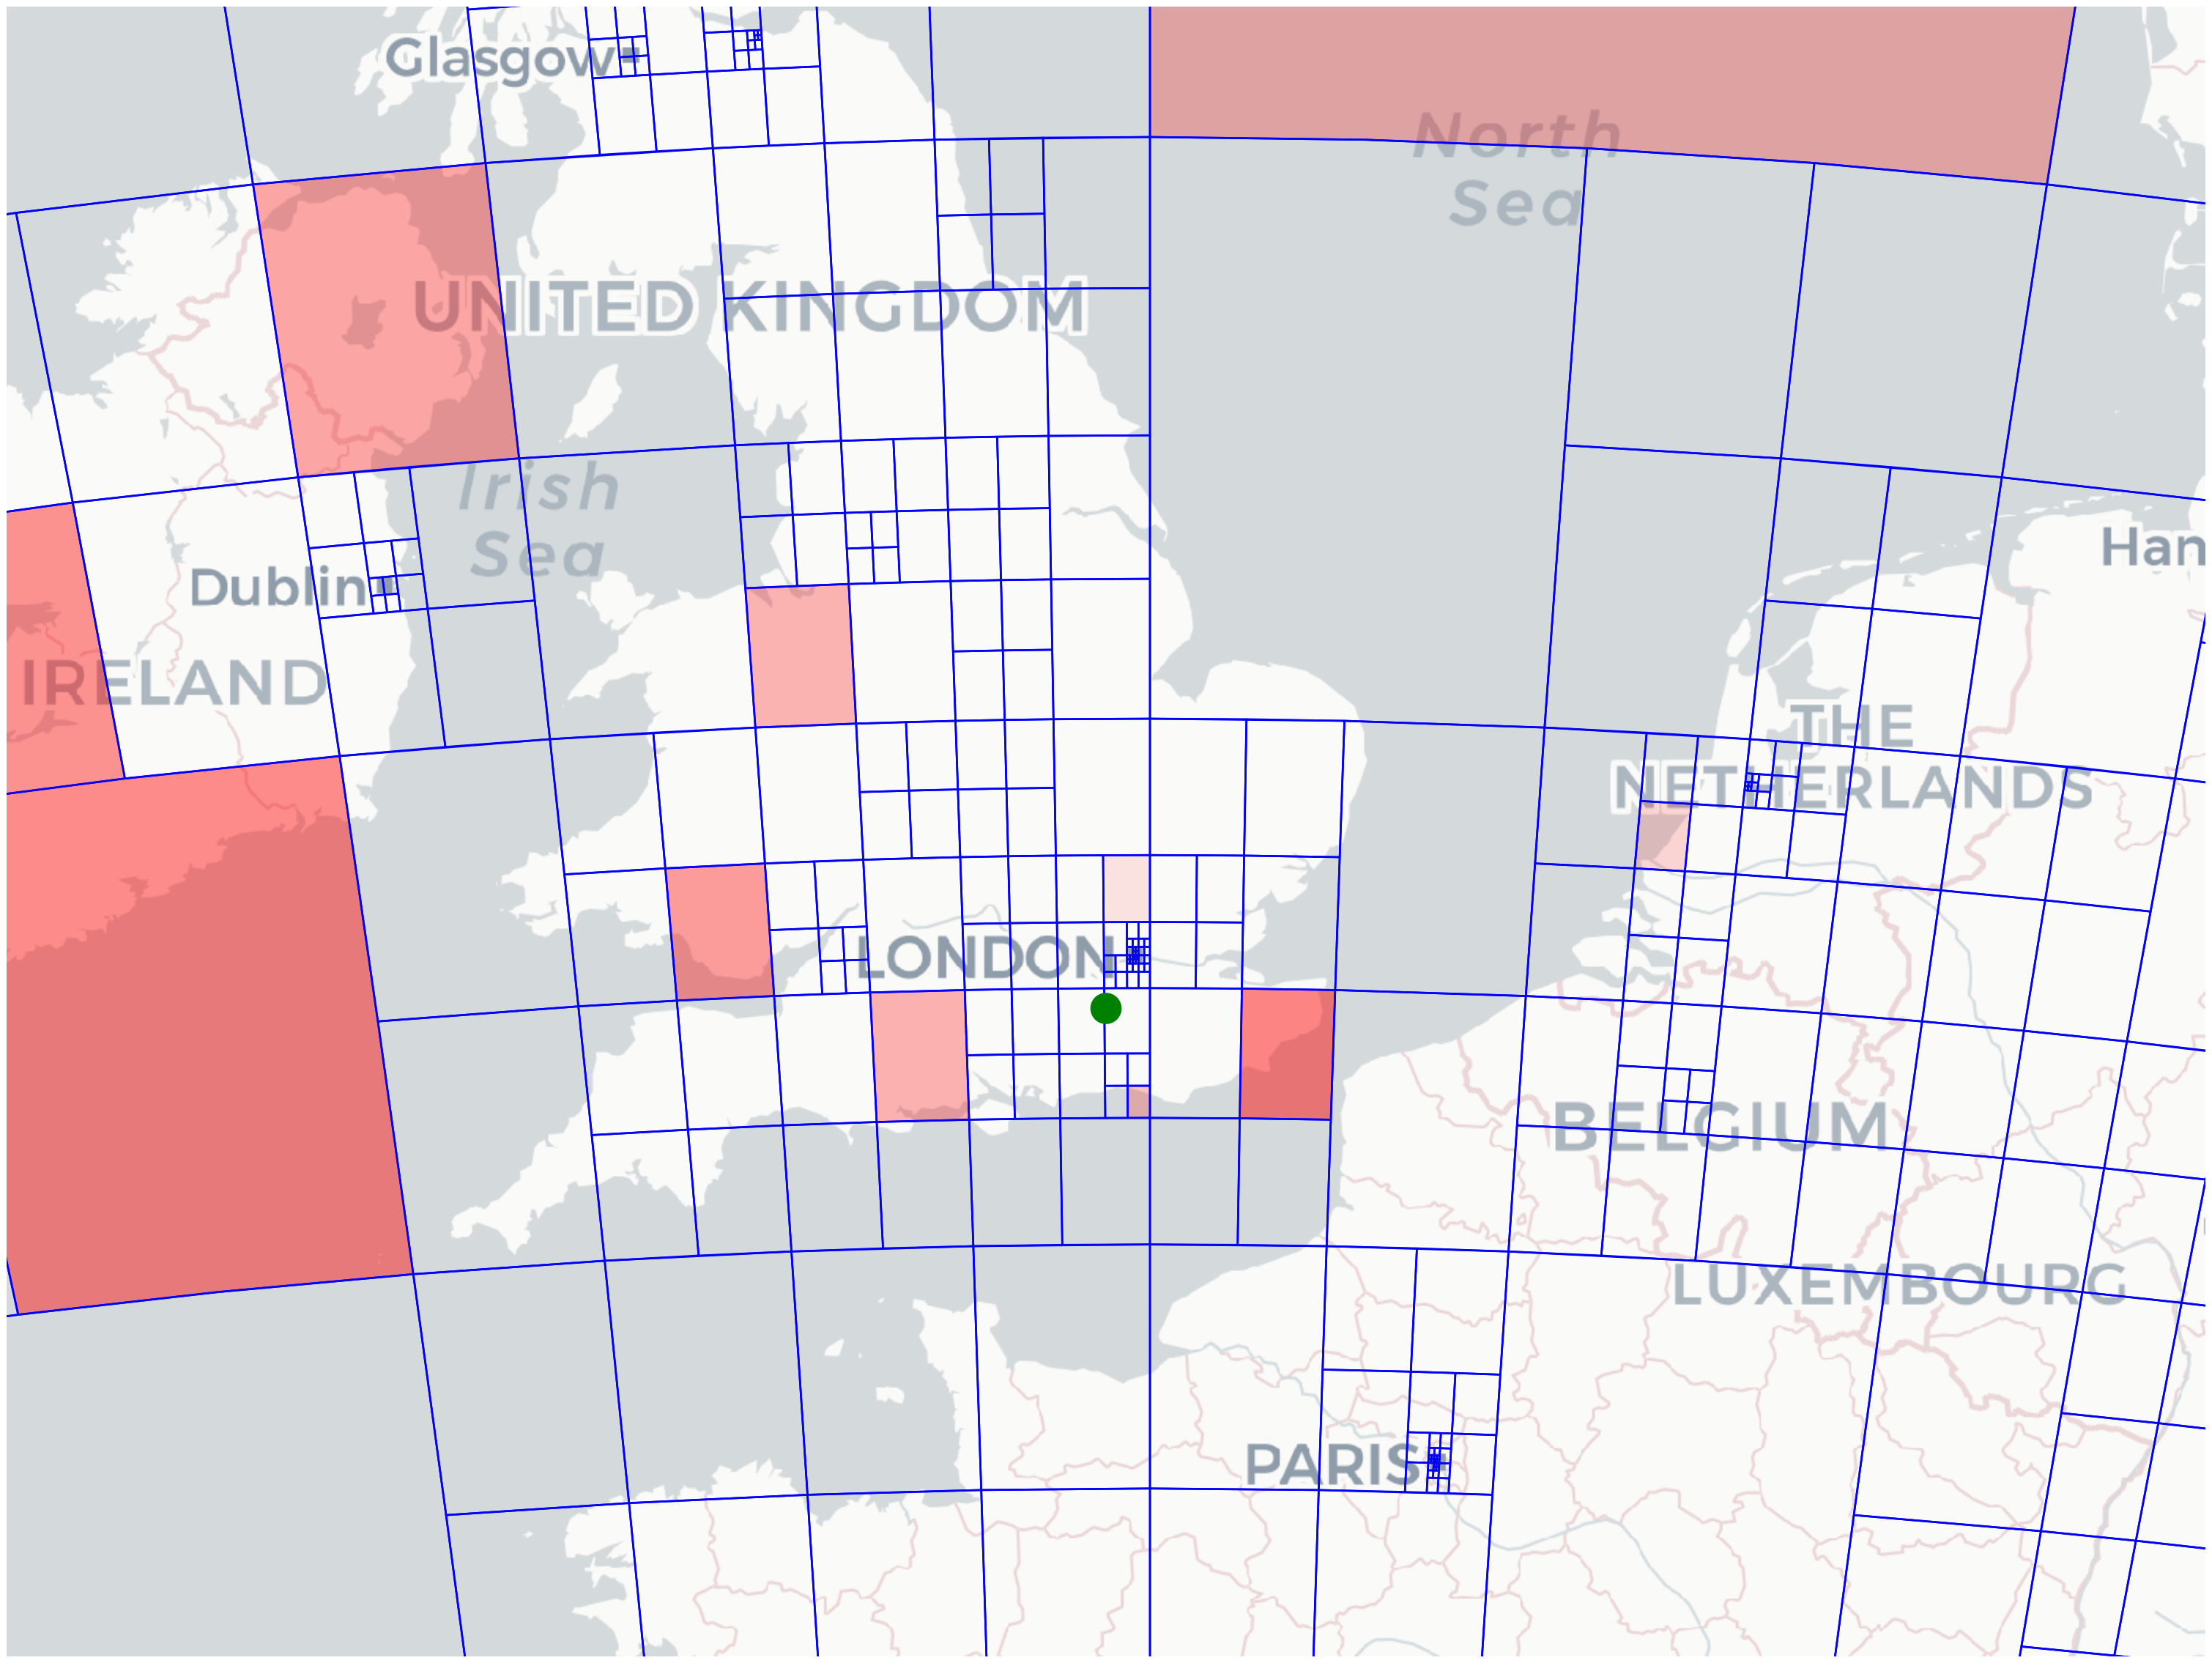 Glasgow
North
Sea
UNITED KINGDOM
Irish
Sea
Han
Dublin
IRELAND
THE
NETHERLANDS
LONDON
BELGIUM
LUXEMBOURG
PARIS